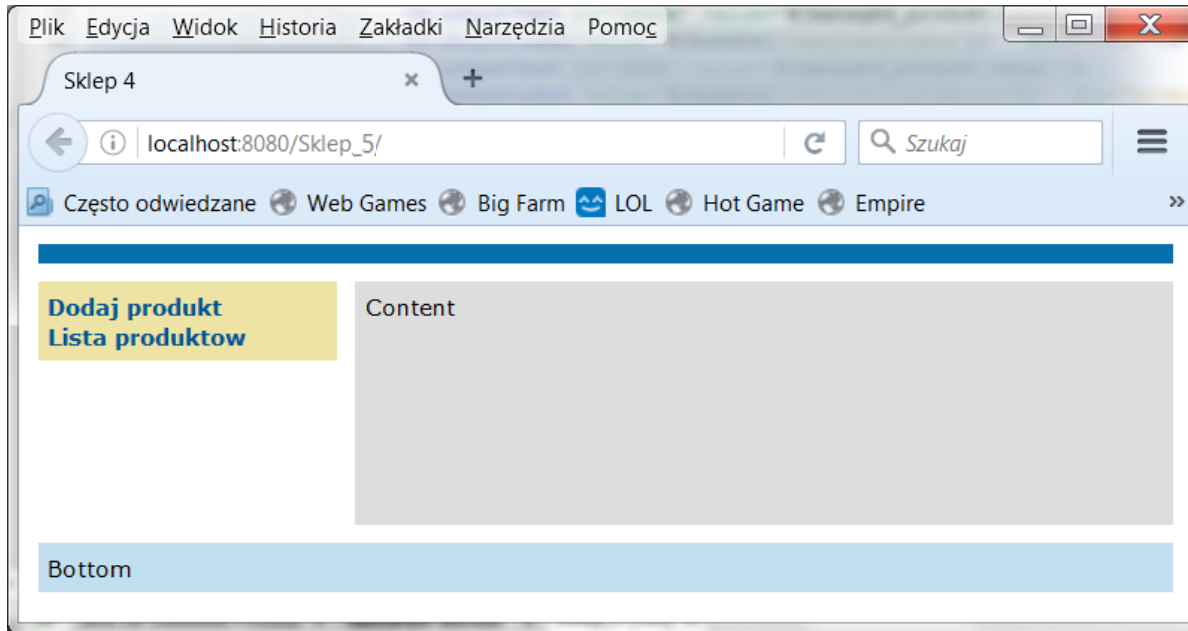 Plik Edycja Widok Historia Zakładki Narzędzia Pomoc
Sklep 4
localhost:8080/Sklep_5/ Szukaj
Często odwiedzane Web Games Big Farm LOL Hot Game Empire
Dodaj produkt
Lista produktow
Content
Bottom